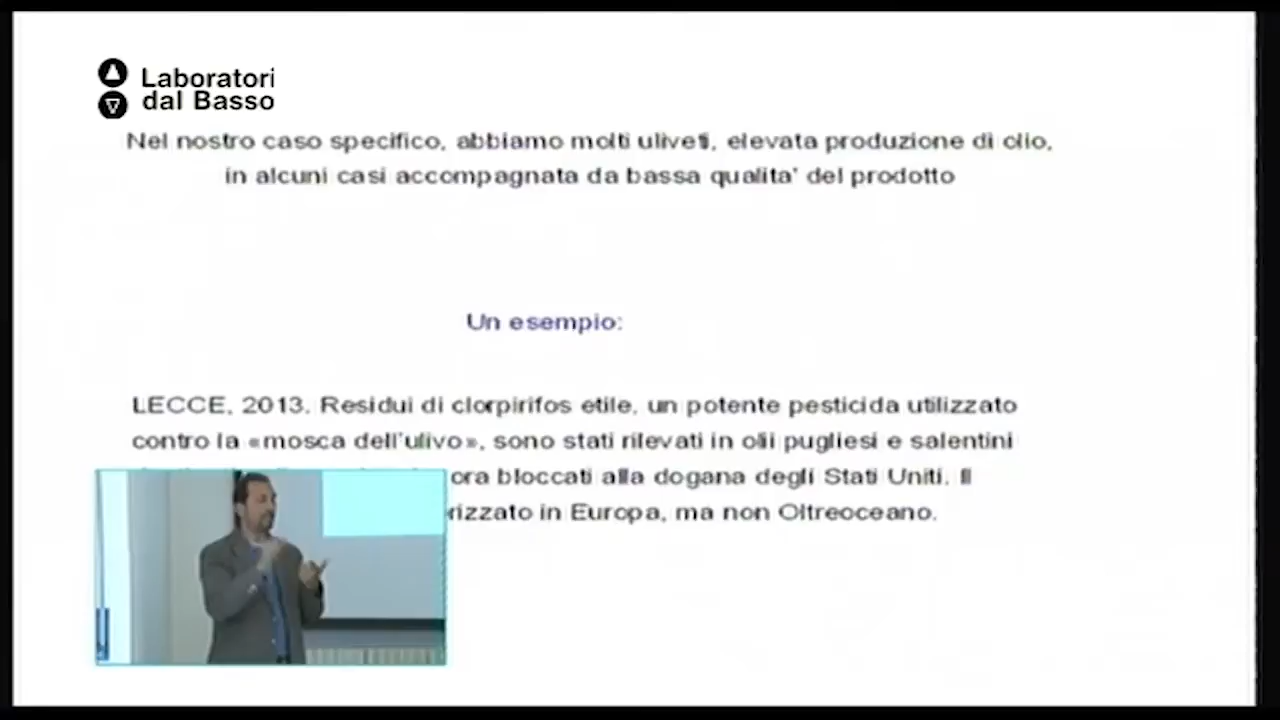 Laboratori
dal Basso
Nel nostro caso specifico, abbiamo molti uliveti, elevata produzione di olio,
in alcuni casi accompagnata da bassa qualita' del prodotto
Un esempio:
LECCE, 2013. Residui di clorpirifos etile, un potente pesticida utilizzato
contro la «mosca dell'ulivo», sono stati rilevati in olii pugliesi e salentini
ora bloccati alla dogana degli Stati Uniti. Il
rizzato in Europa, ma non Oltreoceano.